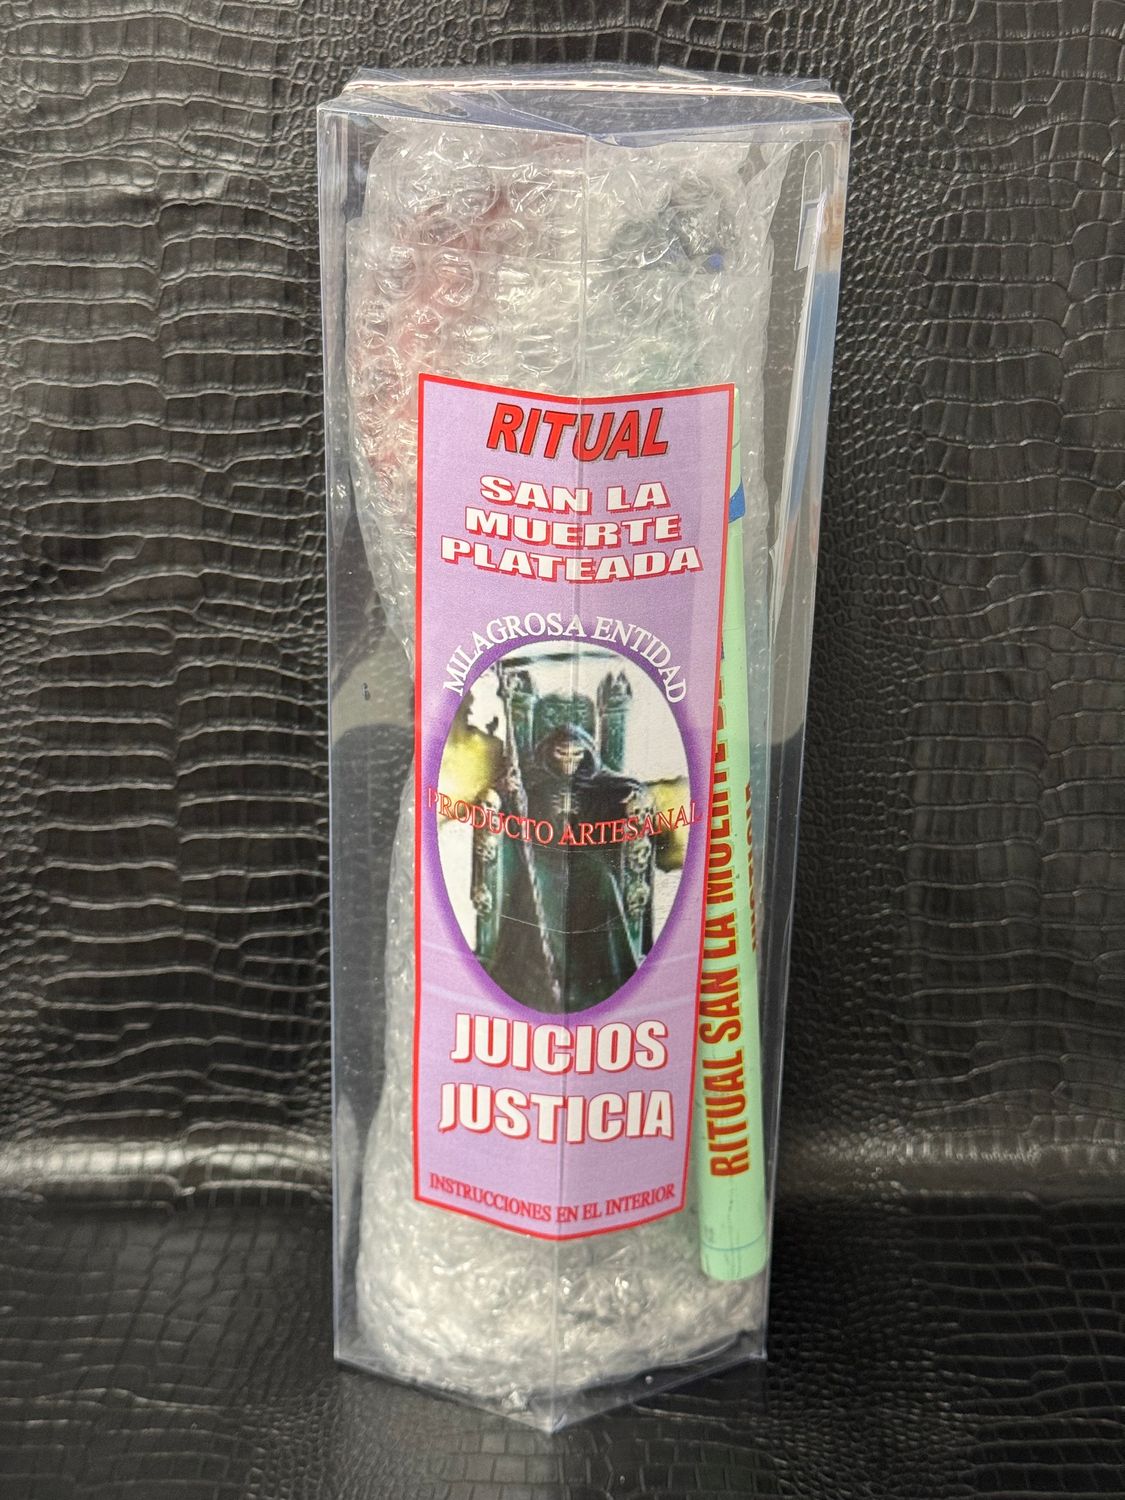 RITUAL
SAN LA
MUERTE
PLATEADA
MILAGROSA ENTIDAD
PRODUCTO ARTESANAL
JUICIOS
JUSTICIA
INSTRUCCIONES EN EL INTERIOR
RITUAL SAN LA MUERTE